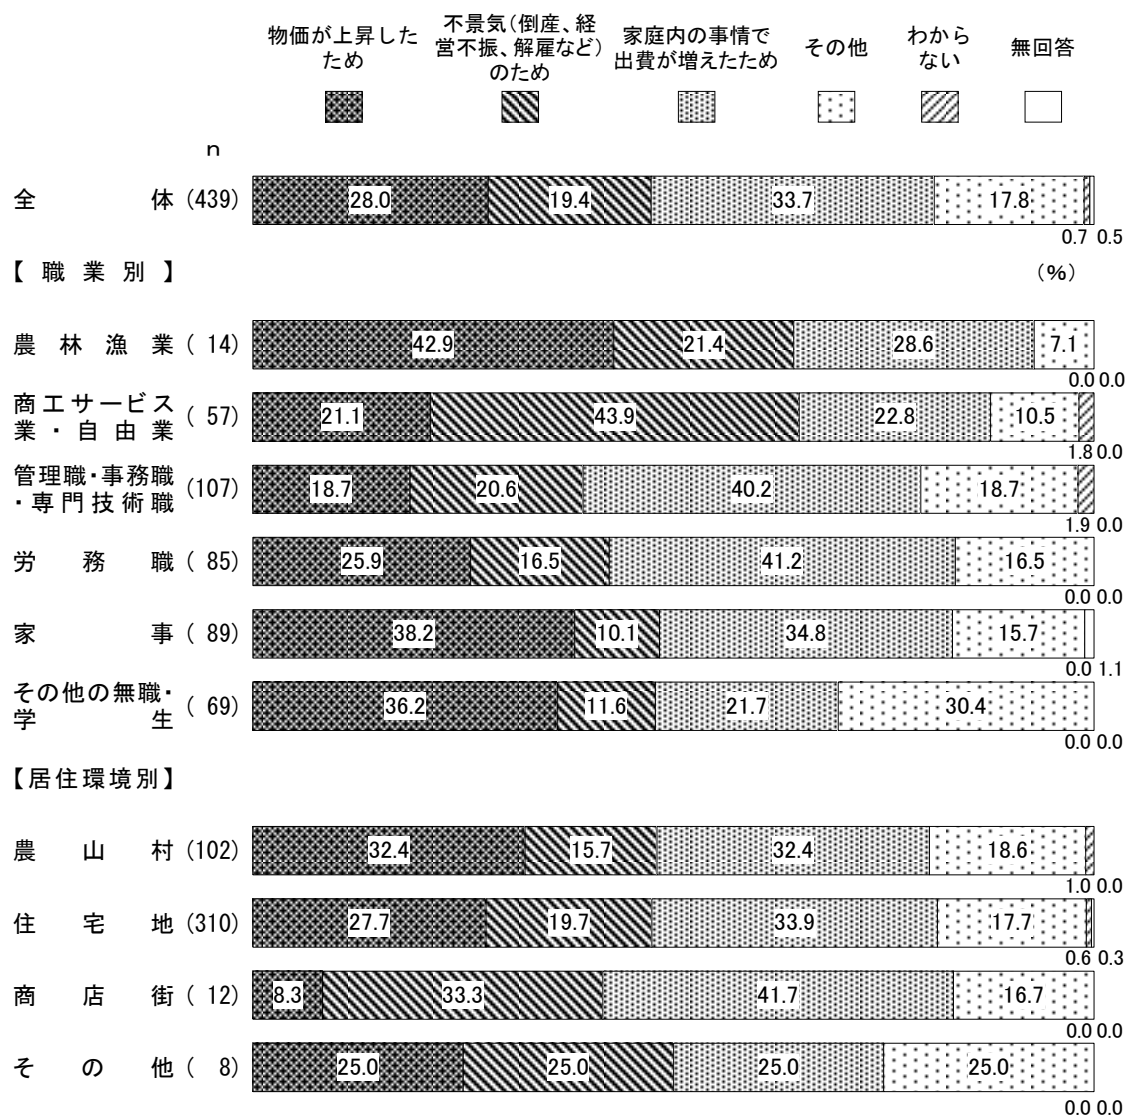 物価が上昇した
ため
不景気（倒産、経
営不振、解雇など）
のため
家庭内の事情で
出費が増えたため
その他
わから
ない
無回答
n
全体 (439) 28.0 19.4 33.7 17.8
0.7 0.5
【職業別】 （％）
農林漁業 ( 14) 42.9 21.4 28.6 7.1
0.0 0.0
商工サービス
業・自由業 ( 57) 21.1 43.9 22.8 10.5
1.8 0.0
管理職・事務職
・専門技術職 (107) 18.7 20.6 40.2 18.7
1.9 0.0
労務職 ( 85) 25.9 16.5 41.2 16.5
0.0 0.0
家事 ( 89) 38.2 10.1 34.8 15.7
0.0 1.1
その他の無職・
学生 ( 69) 36.2 11.6 21.7 30.4
0.0 0.0
【居住環境別】
農山村 (102) 32.4 15.7 32.4 18.6
1.0 0.0
住宅地 (310) 27.7 19.7 33.9 17.7
0.6 0.3
商店街 ( 12) 8.3 33.3 41.7 16.7
0.0 0.0
その他 ( 8) 25.0 25.0 25.0 25.0
0.0 0.0